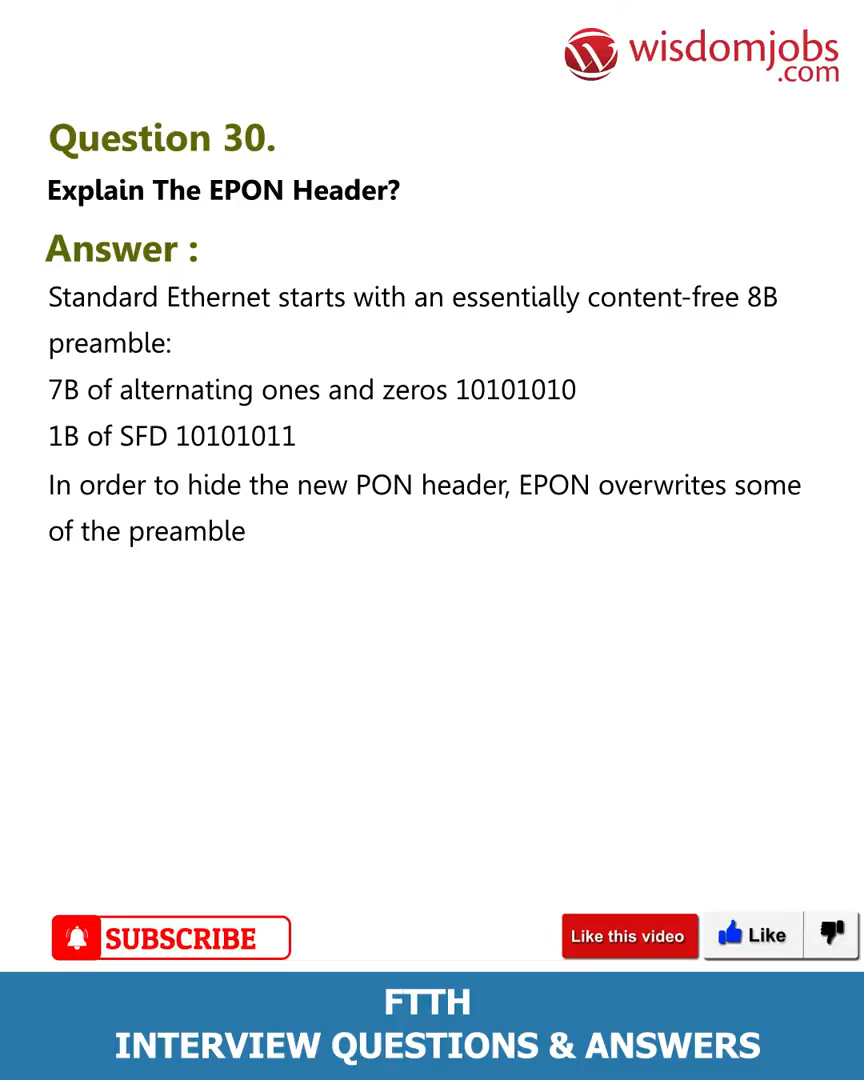 wisdomjobs
.com
Question 30.
Explain The EPON Header?
Answer :
Standard Ethernet starts with an essentially content-free 8B
preamble:
7B of alternating ones and zeros 10101010
1B of SFD 10101011
In order to hide the new PON header, EPON overwrites some
of the preamble
SUBSCRIBE
Like this video
Like
FTTH
INTERVIEW QUESTIONS & ANSWERS